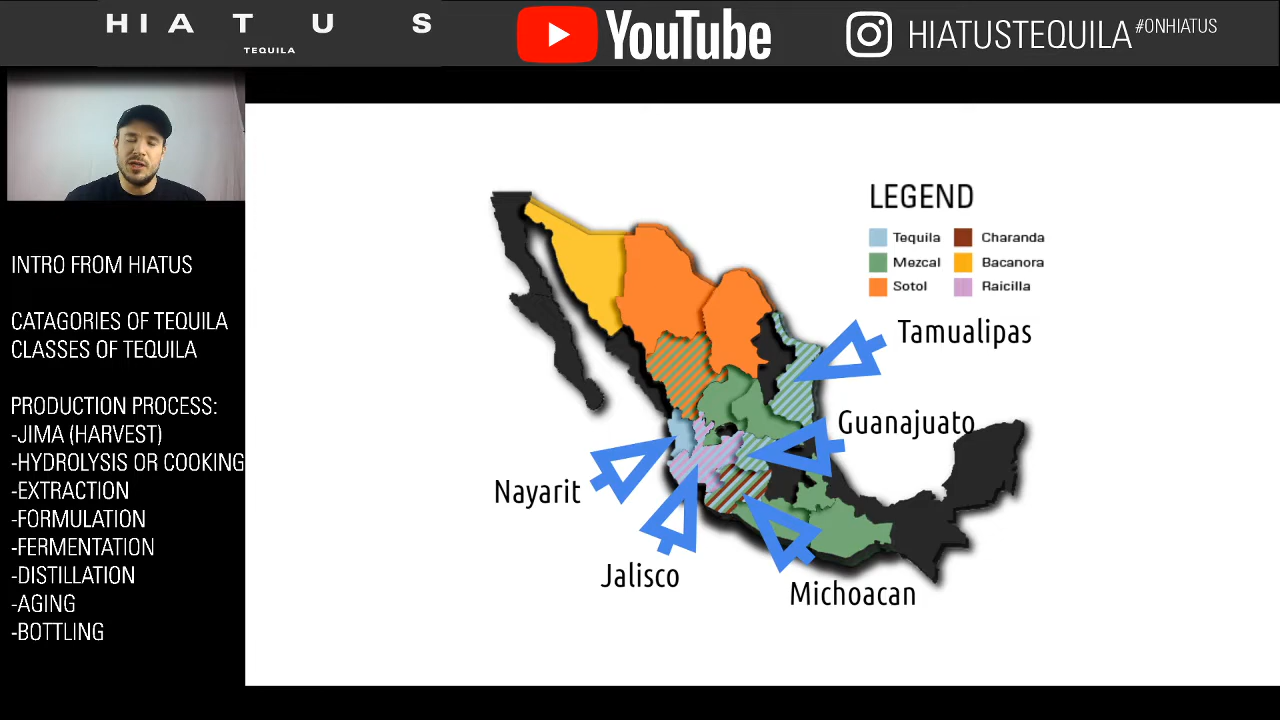 HIATUS
TEQUILA
YouTube
HIATUSTEQUILA #ONHIATUS
INTRO FROM HIATUS
CATAGORIES OF TEQUILA
CLASSES OF TEQUILA
PRODUCTION PROCESS:
-JIMA (HARVEST)
-HYDROLYSIS OR COOKING
-EXTRACTION
-FORMULATION
-FERMENTATION
-DISTILLATION
-AGING
-BOTTLING
LEGEND
Tequila Charanda
Mezcal Bacanora
Sotol Raicilla
Tamualipas
Guanajuato
Nayarit
Jalisco
Michoacan